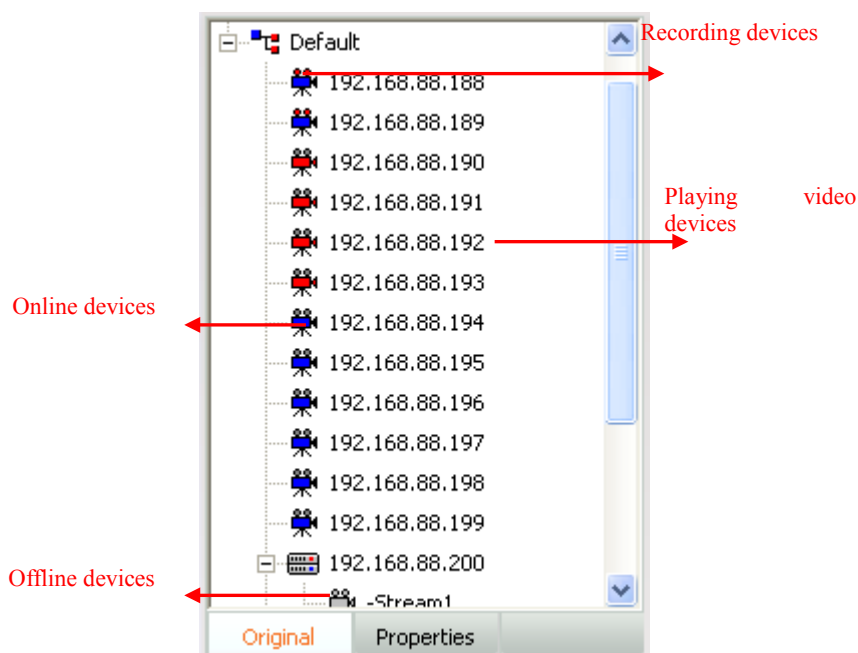 Default
Recording devices
192.168.88.188
192.168.88.189
192.168.88.190
192.168.88.191
Playing video
devices
192.168.88.192
192.168.88.193
Online devices
192.168.88.194
192.168.88.195
192.168.88.196
192.168.88.197
192.168.88.198
192.168.88.199
192.168.88.200
Offline devices
-Stream1
Original Properties